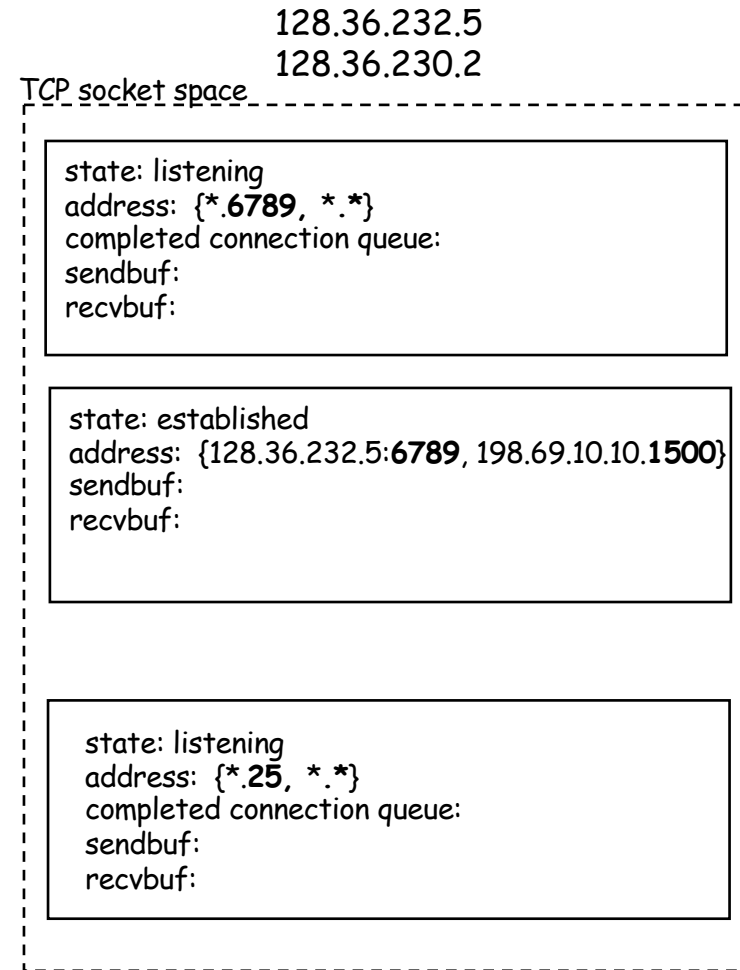 128.36.232.5
128.36.230.2
TCP socket space
state: listening
address: {*.6789, *.*}
completed connection queue:
sendbuf:
recvbuf:
state: established
address: {128.36.232.5:6789, 198.69.10.10.1500}
sendbuf:
recvbuf:
state: listening
address: {*.25, *.*}
completed connection queue:
sendbuf:
recvbuf: